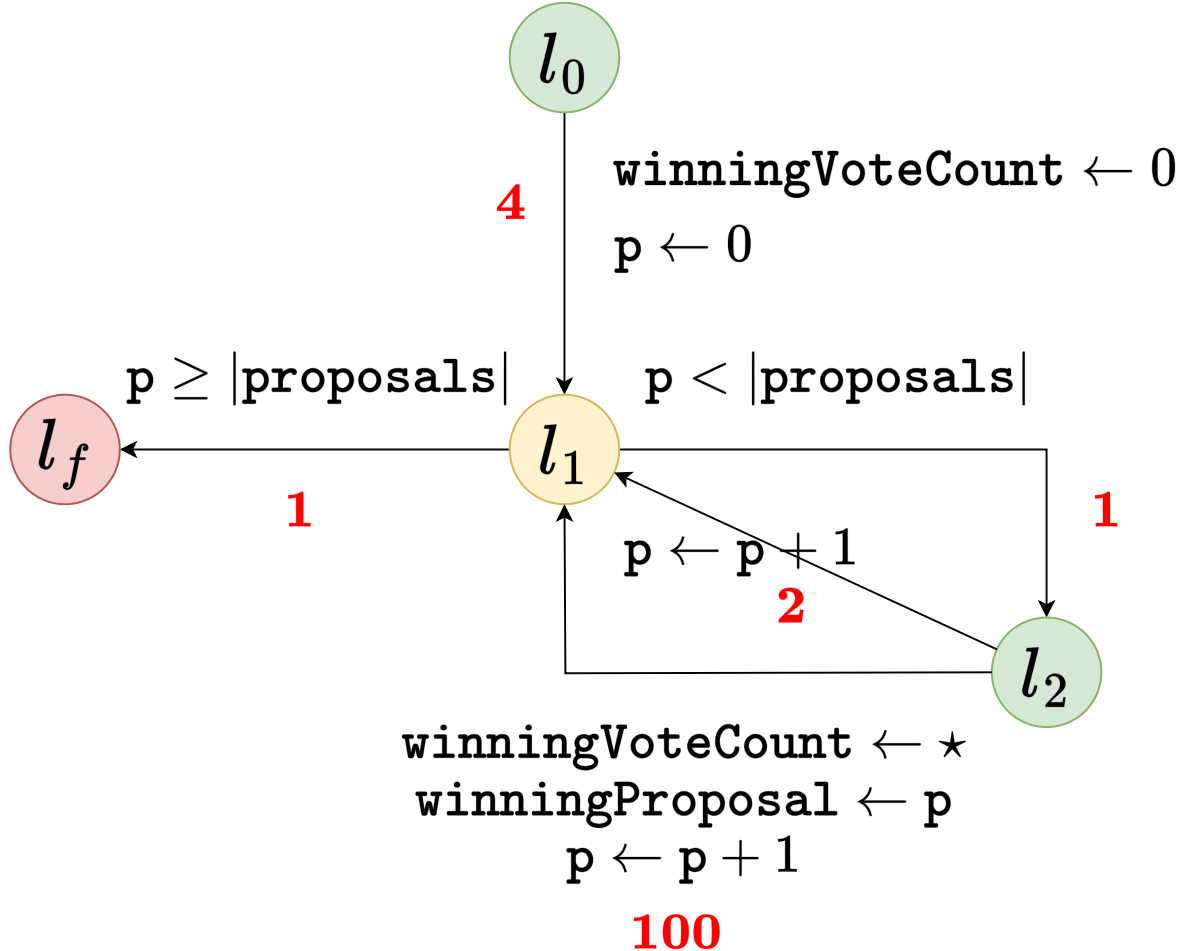 l0
winningVoteCount ← 0
4
p ← 0
p ≥ |proposals|
p < |proposals|
lf
l1
1
1
p ← p + 1
2
l2
winningVoteCount ← ⋆
winningProposal ← p
p ← p + 1
100